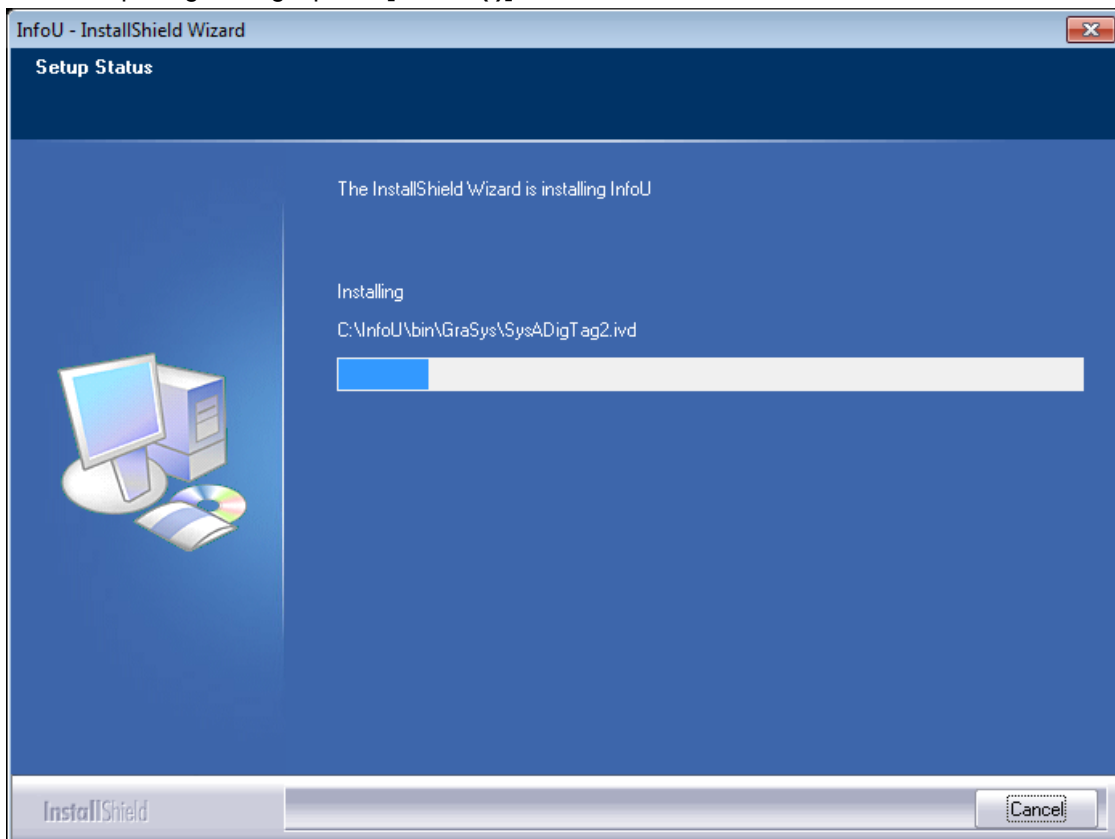 InfoU - InstallShield Wizard
Setup Status
The InstallShield Wizard is installing InfoU
Installing
C:\InfoU\bin\GraSys\SysADigTag2.ivd
InstallShield
Cancel